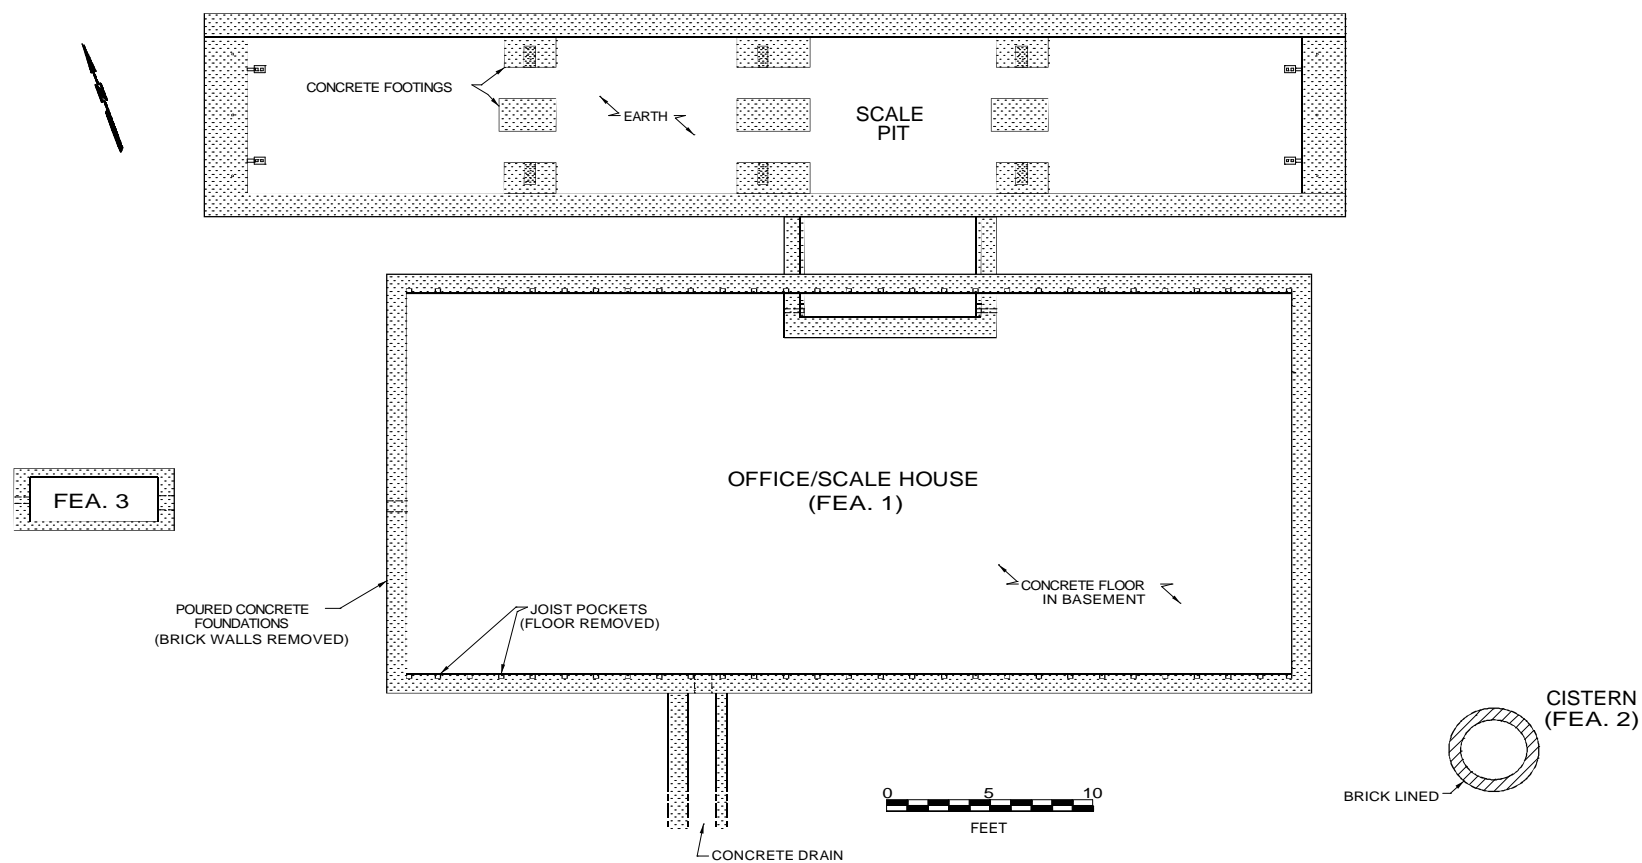 CONCRETE FOOTINGS
EARTH
SCALE
PIT
OFFICE/SCALE HOUSE
(FEA. 1)
FEA. 3
CONCRETE FLOOR
IN BASEMENT
POURED CONCRETE
FOUNDATIONS
(BRICK WALLS REMOVED)
JOIST POCKETS
(FLOOR REMOVED)
CISTERN
(FEA. 2)
BRICK LINED
0 5 10
FEET
CONCRETE DRAIN